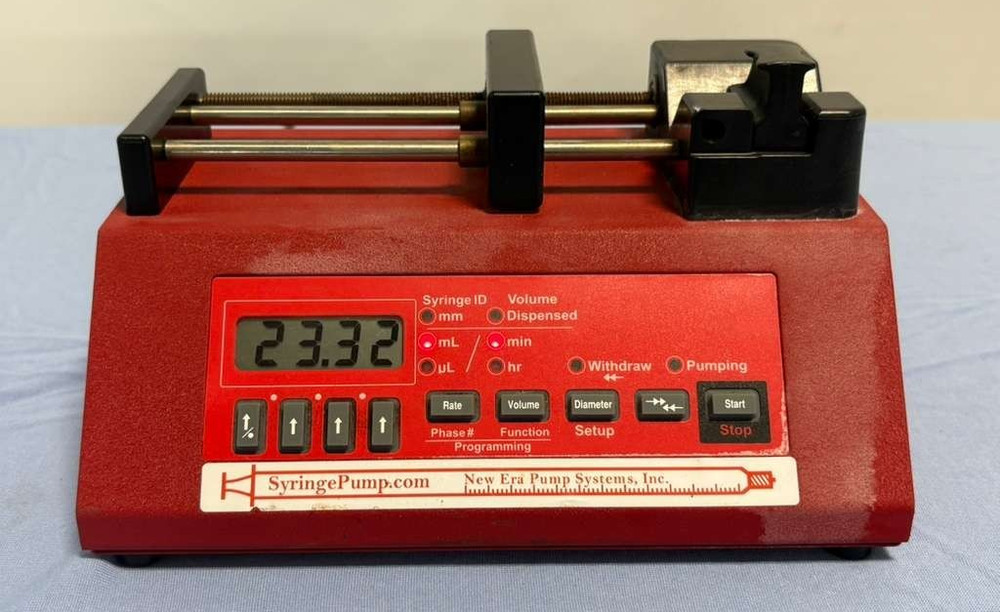 Syringe ID Volume
mm Dispensed
23.32
mL / min
µL hr
Withdraw Pumping
Rate Volume Diameter Start
Phase# Function Setup Stop
Programming
SyringePump.com New Era Pump Systems, Inc.